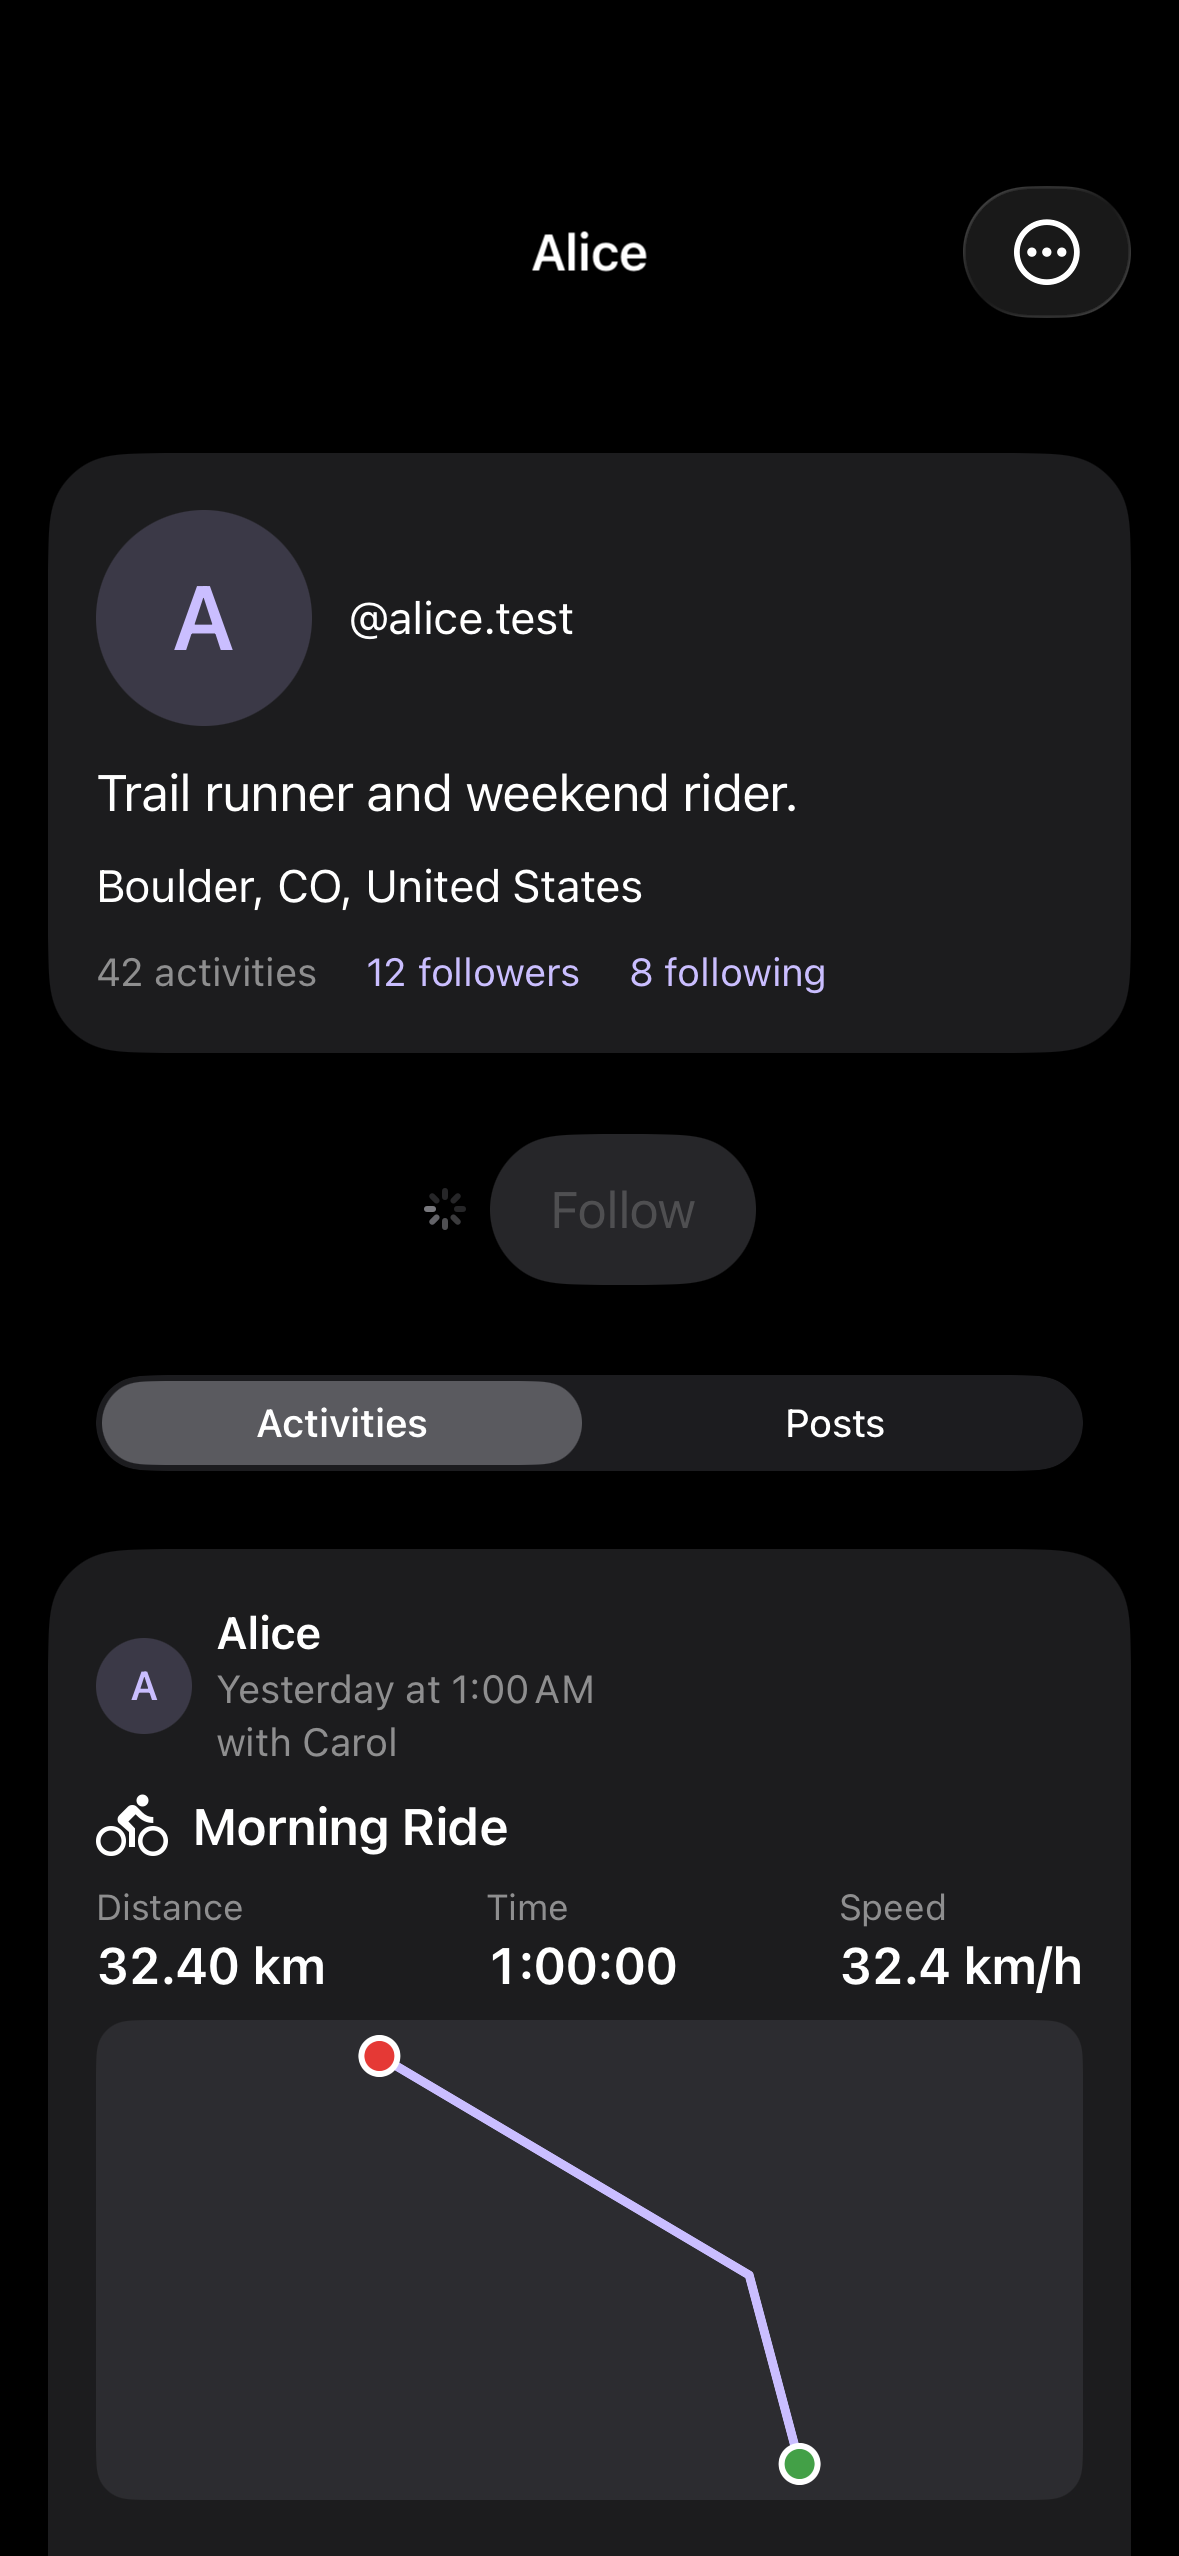 Alice
A
@alice.test
Trail runner and weekend rider.
Boulder, CO, United States
42 activities 12 followers 8 following
Follow
Activities Posts
Alice
A
Yesterday at 1:00 AM
with Carol
Morning Ride
Distance Time Speed
32.40 km 1:00:00 32.4 km/h